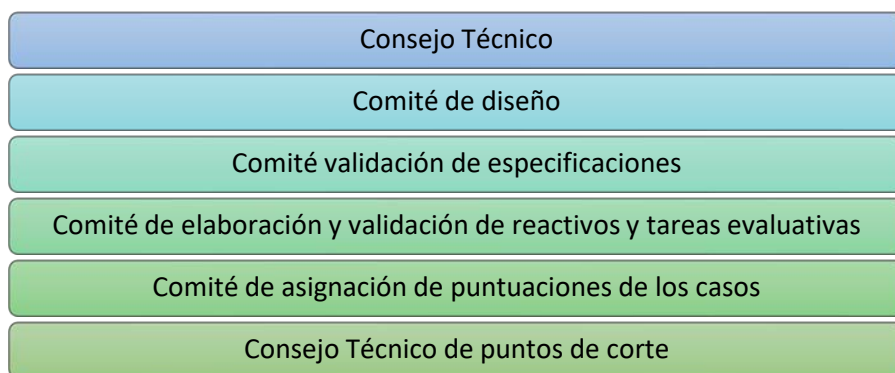 Consejo Técnico
Comité de diseño
Comité validación de especificaciones
Comité de elaboración y validación de reactivos y tareas evaluativas
Comité de asignación de puntuaciones de los casos
Consejo Técnico de puntos de corte